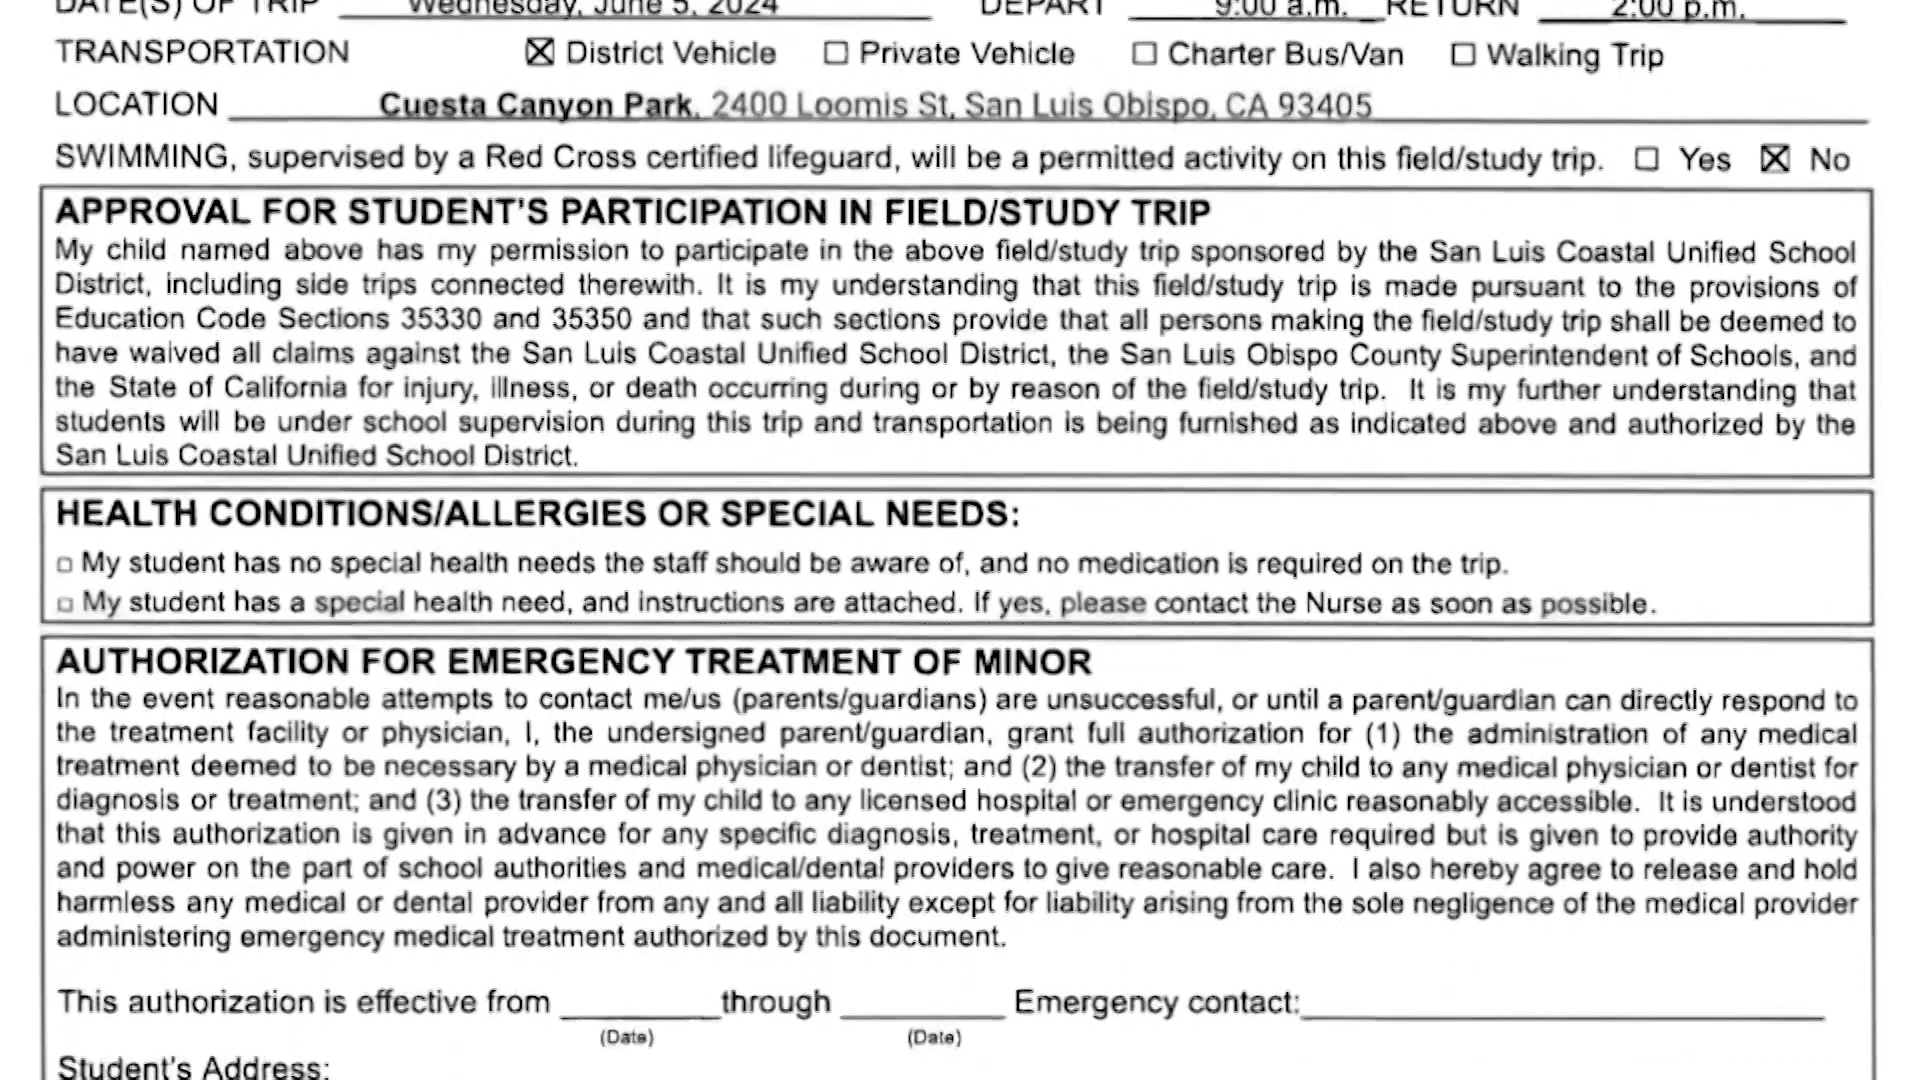 DATE(S) OF TRIP Wednesday, June 5, 2024 DEPART 9:00 a.m. RETURN 2:00 p.m.
TRANSPORTATION ☒ District Vehicle ☐ Private Vehicle ☐ Charter Bus/Van ☐ Walking Trip
LOCATION Cuesta Canyon Park, 2400 Loomis St, San Luis Obispo, CA 93405
SWIMMING, supervised by a Red Cross certified lifeguard, will be a permitted activity on this field/study trip. ☐ Yes ☒ No
APPROVAL FOR STUDENT'S PARTICIPATION IN FIELD/STUDY TRIP
My child named above has my permission to participate in the above field/study trip sponsored by the San Luis Coastal Unified School
District, including side trips connected therewith. It is my understanding that this field/study trip is made pursuant to the provisions of
Education Code Sections 35330 and 35350 and that such sections provide that all persons making the field/study trip shall be deemed to
have waived all claims against the San Luis Coastal Unified School District, the San Luis Obispo County Superintendent of Schools, and
the State of California for injury, illness, or death occurring during or by reason of the field/study trip. It is my further understanding that
students will be under school supervision during this trip and transportation is being furnished as indicated above and authorized by the
San Luis Coastal Unified School District.
HEALTH CONDITIONS/ALLERGIES OR SPECIAL NEEDS:
☐ My student has no special health needs the staff should be aware of, and no medication is required on the trip.
☐ My student has a special health need, and instructions are attached. If yes, please contact the Nurse as soon as possible.
AUTHORIZATION FOR EMERGENCY TREATMENT OF MINOR
In the event reasonable attempts to contact me/us (parents/guardians) are unsuccessful, or until a parent/guardian can directly respond to
the treatment facility or physician, I, the undersigned parent/guardian, grant full authorization for (1) the administration of any medical
treatment deemed to be necessary by a medical physician or dentist; and (2) the transfer of my child to any medical physician or dentist for
diagnosis or treatment; and (3) the transfer of my child to any licensed hospital or emergency clinic reasonably accessible. It is understood
that this authorization is given in advance for any specific diagnosis, treatment, or hospital care required but is given to provide authority
and power on the part of school authorities and medical/dental providers to give reasonable care. I also hereby agree to release and hold
harmless any medical or dental provider from any and all liability except for liability arising from the sole negligence of the medical provider
administering emergency medical treatment authorized by this document.
This authorization is effective from ________ through ________ Emergency contact: ________
(Date) (Date)
Student's Address: